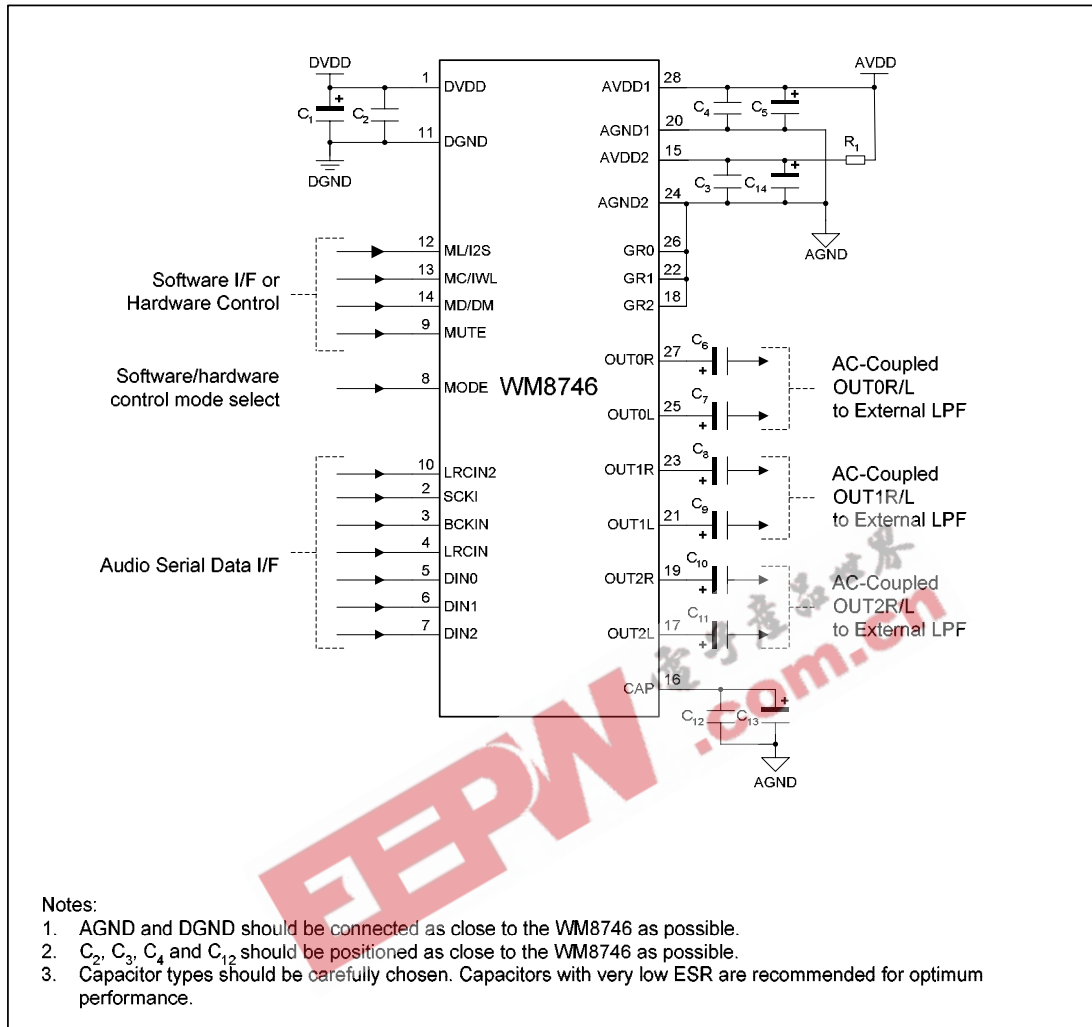 DVDD
1
DVDD
C1
+
C2
11
DGND
DGND
28
AVDD1
AVDD
C4
+
C5
20
AGND1
15
AVDD2
R1
C3
+
C14
24
AGND2
AGND
26
GR0
22
GR1
18
GR2
Software I/F or
Hardware Control
12
ML/I2S
13
MC/IWL
14
MD/DM
9
MUTE
Software/hardware
control mode select
8
MODE
WM8746
OUT0R
27
C6
+
OUT0L
25
C7
+
AC-Coupled
OUT0R/L
to External LPF
OUT1R
23
C8
+
OUT1L
21
C9
+
AC-Coupled
OUT1R/L
to External LPF
OUT2R
19
C10
+
OUT2L
17
C11
+
AC-Coupled
OUT2R/L
to External LPF
Audio Serial Data I/F
10
LRCIN2
2
SCKI
3
BCKIN
4
LRCIN
5
DIN0
6
DIN1
7
DIN2
CAP
16
C12
C13
+
AGND
EEPW
.com.cn
電子產品世界
Notes:
1. AGND and DGND should be connected as close to the WM8746 as possible.
2. C2, C3, C4 and C12 should be positioned as close to the WM8746 as possible.
3. Capacitor types should be carefully chosen. Capacitors with very low ESR are recommended for optimum
performance.